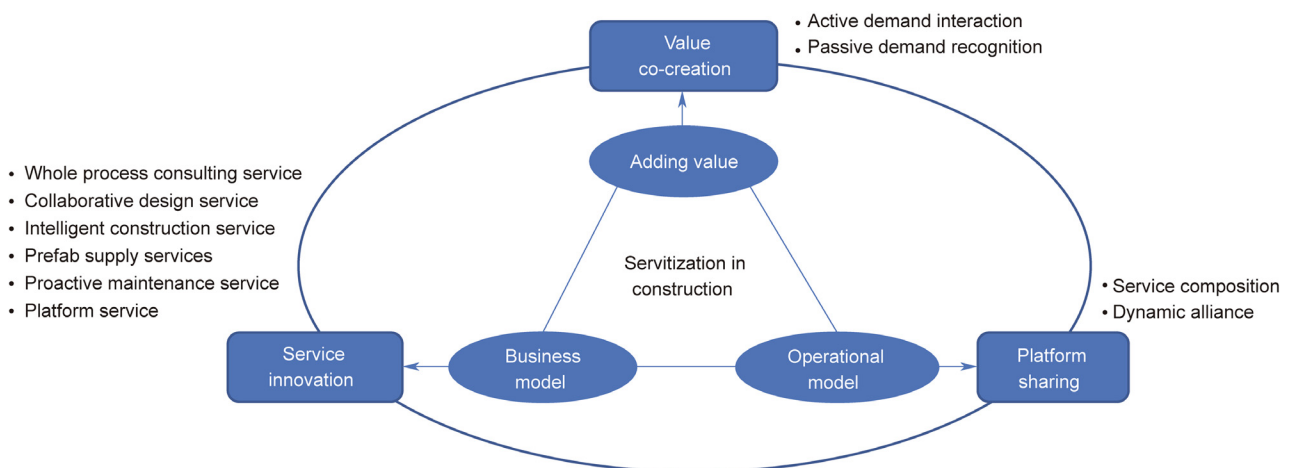 Value
co-creation
• Active demand interaction
• Passive demand recognition
Adding value
• Whole process consulting service
• Collaborative design service
• Intelligent construction service
• Prefab supply services
• Proactive maintenance service
• Platform service
Servitization in
construction
• Service composition
• Dynamic alliance
Service
innovation
Business
model
Operational
model
Platform
sharing